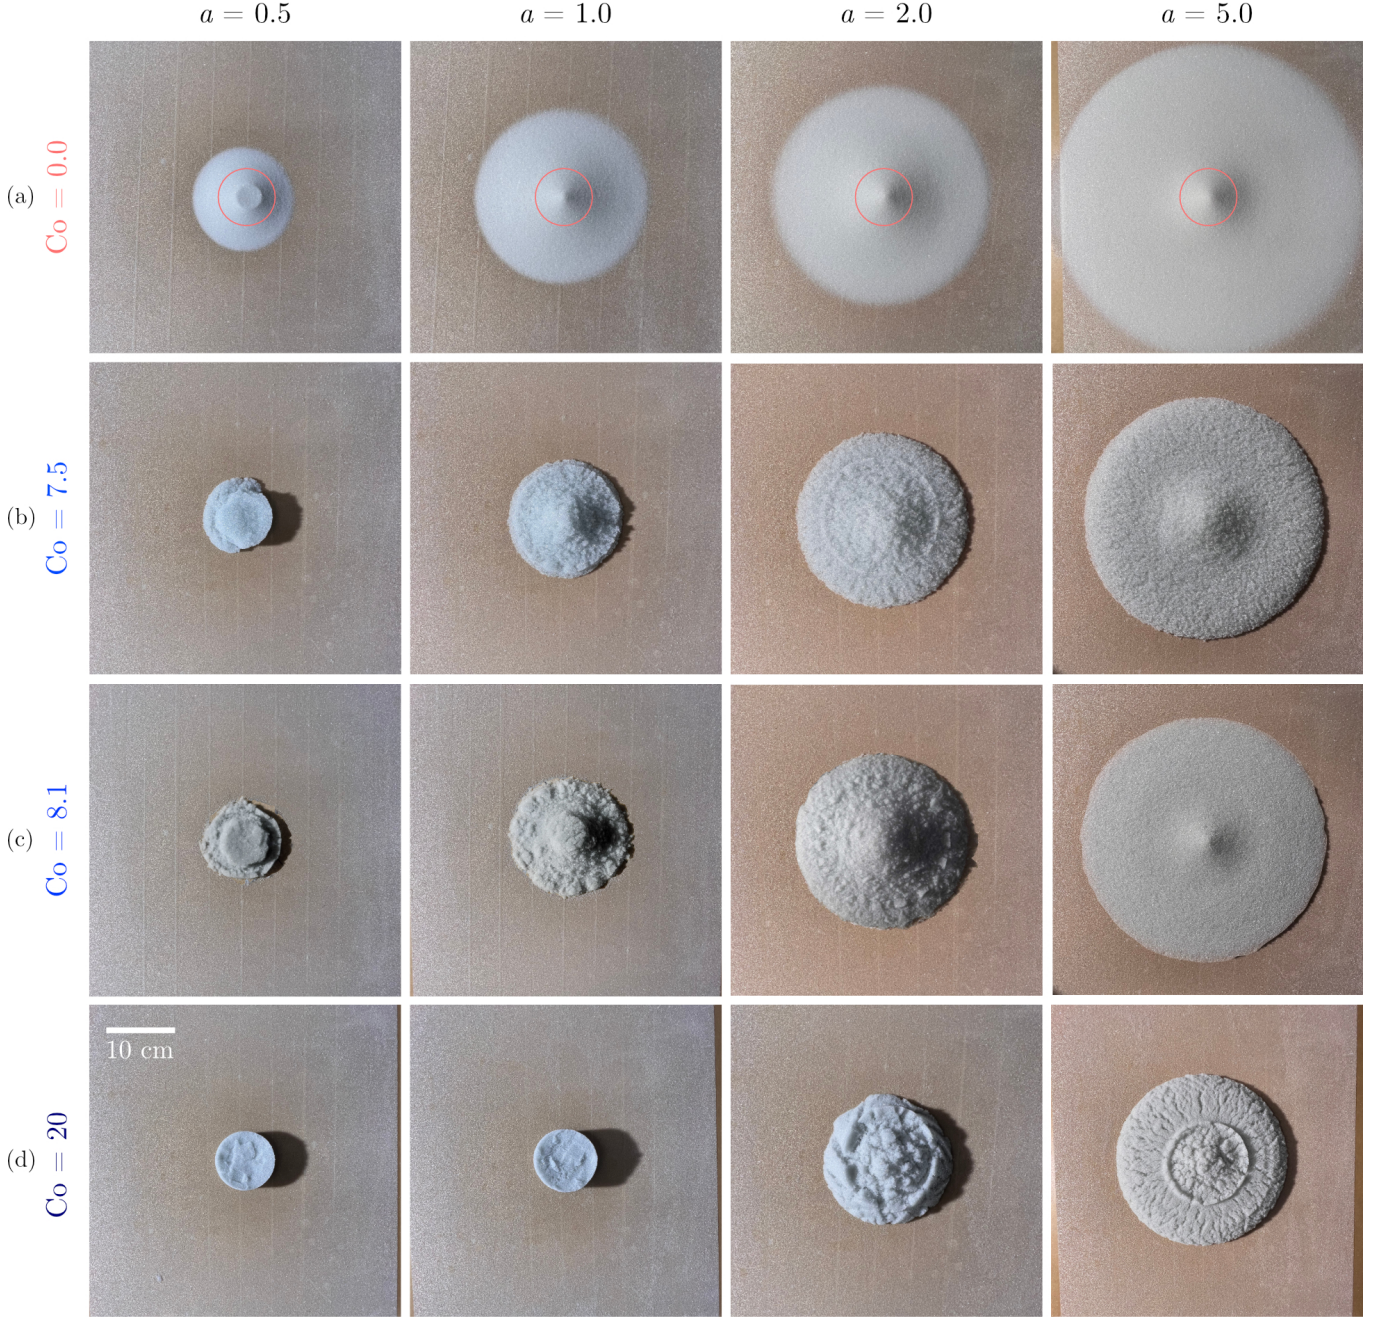 a = 0.5
a = 1.0
a = 2.0
a = 5.0
(a)
Co = 0.0
(b)
Co = 7.5
(c)
Co = 8.1
(d)
Co = 20
10 cm